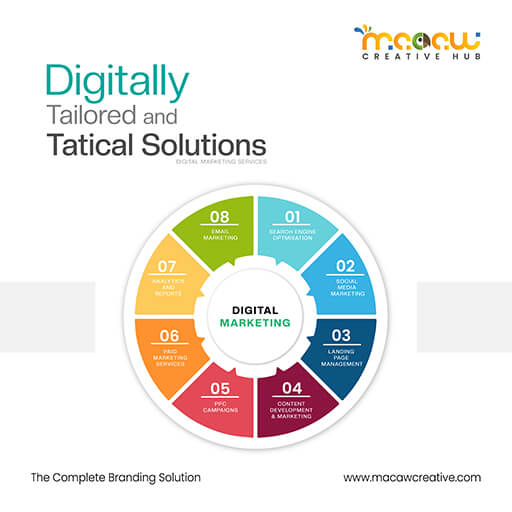 macaw
CREATIVE HUB
Digitally
Tailored and
Tatical Solutions
DIGITAL MARKETING SERVICES
08
EMAIL
MARKETING
01
SEARCH ENGINE
OPTIMISATION
02
SOCIAL
MEDIA
MARKETING
03
LANDING
PAGE
MANAGEMENT
04
CONTENT
DEVELOPMENT
& MARKETING
05
PPC
CAMPAIGNS
06
PAID
MARKETING
SERVICES
07
ANALYTICS
AND
REPORTS
DIGITAL
MARKETING
The Complete Branding Solution
www.macawcreative.com